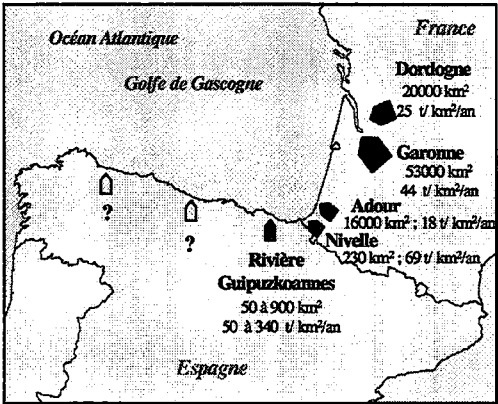 France
Océan Atlantique
Golfe de Gascogne
Dordogne
20000 km²
25 t/ km²/an
Garonne
53000 km²
44 t/ km²/an
Adour
16000 km² ; 18 t/ km²/an
Nivelle
230 km² ; 69 t/ km²/an
?
?
Rivière
Guipuzkoannes
50 à 900 km²
50 à 340 t/ km²/an
Espagne